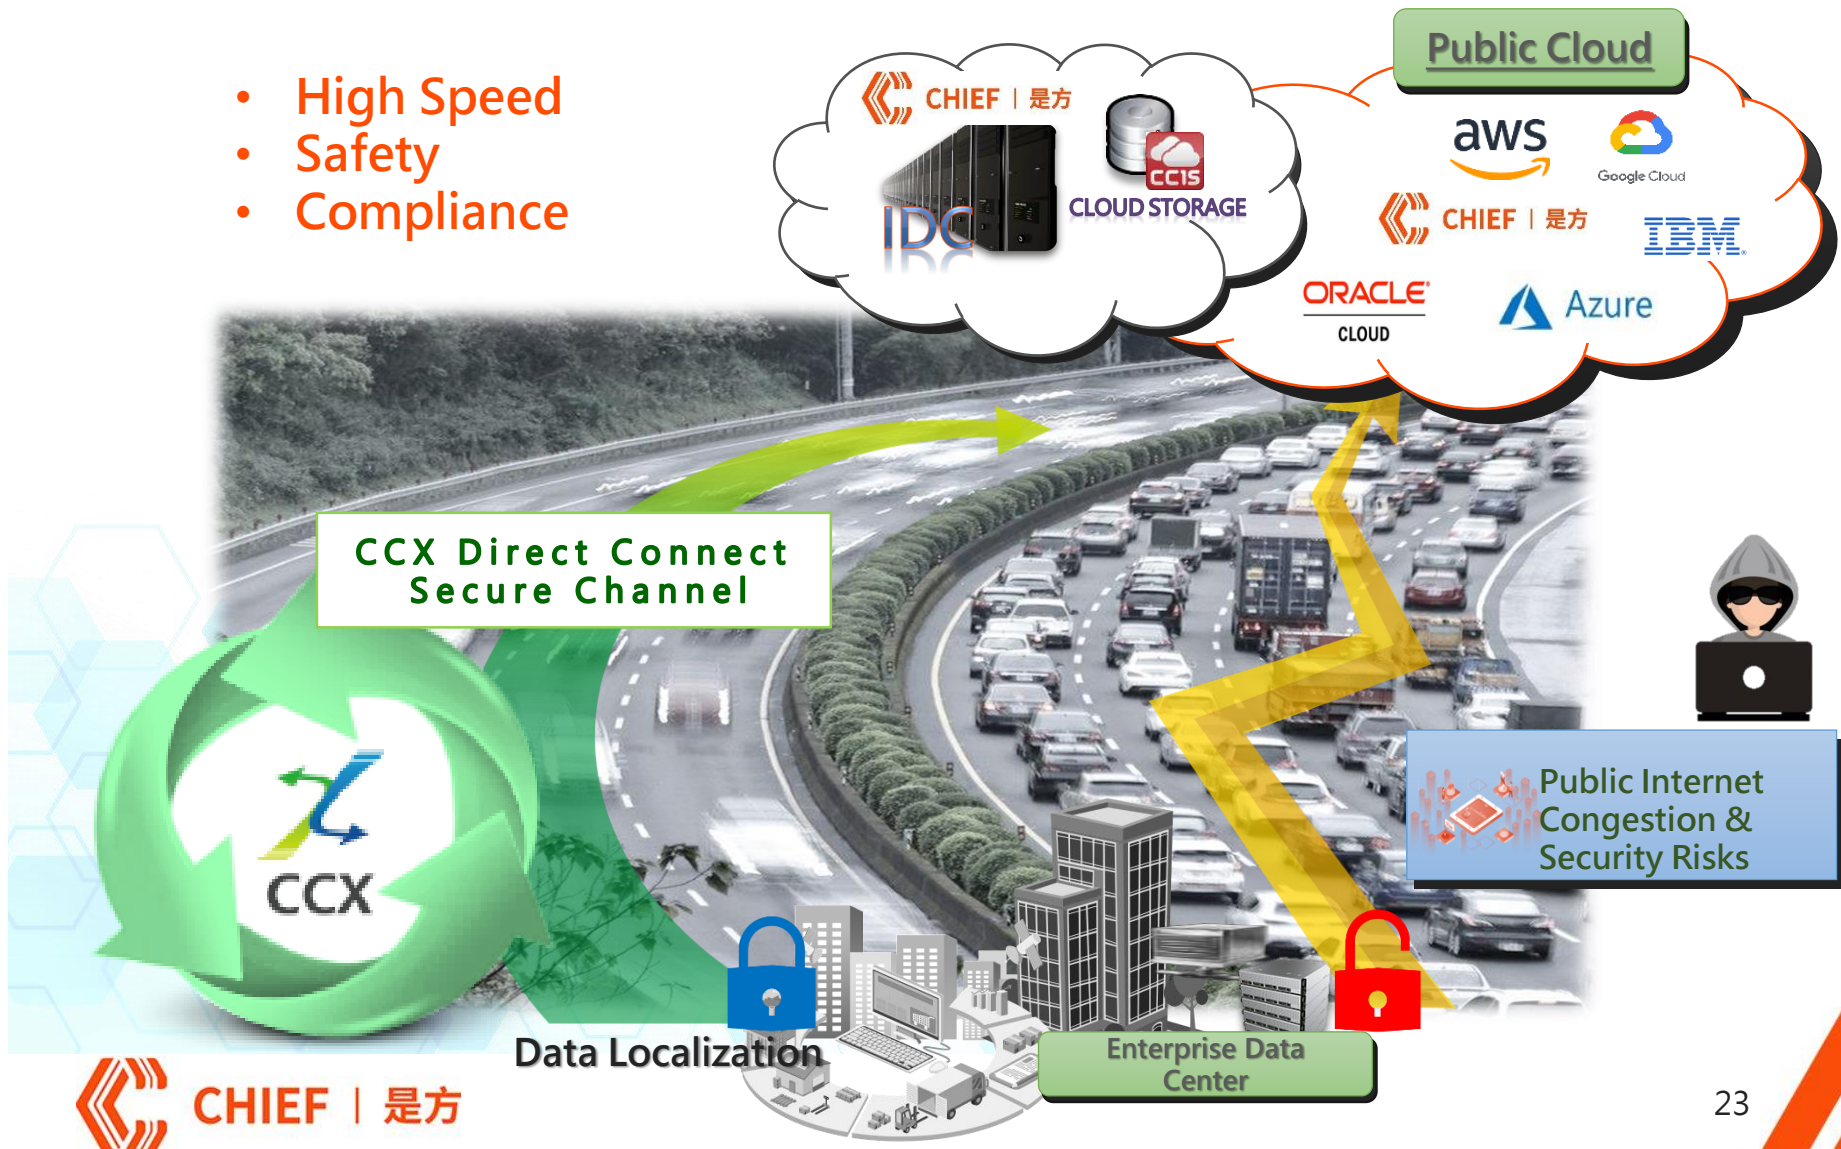 • High Speed
• Safety
• Compliance
CHIEF | 是方
IDC
CCIS
CLOUD STORAGE
Public Cloud
aws
Google Cloud
CHIEF | 是方
IBM
ORACLE
CLOUD
Azure
CCX Direct Connect
Secure Channel
CCX
Public Internet
Congestion &
Security Risks
Data Localization
Enterprise Data
Center
CHIEF | 是方
23